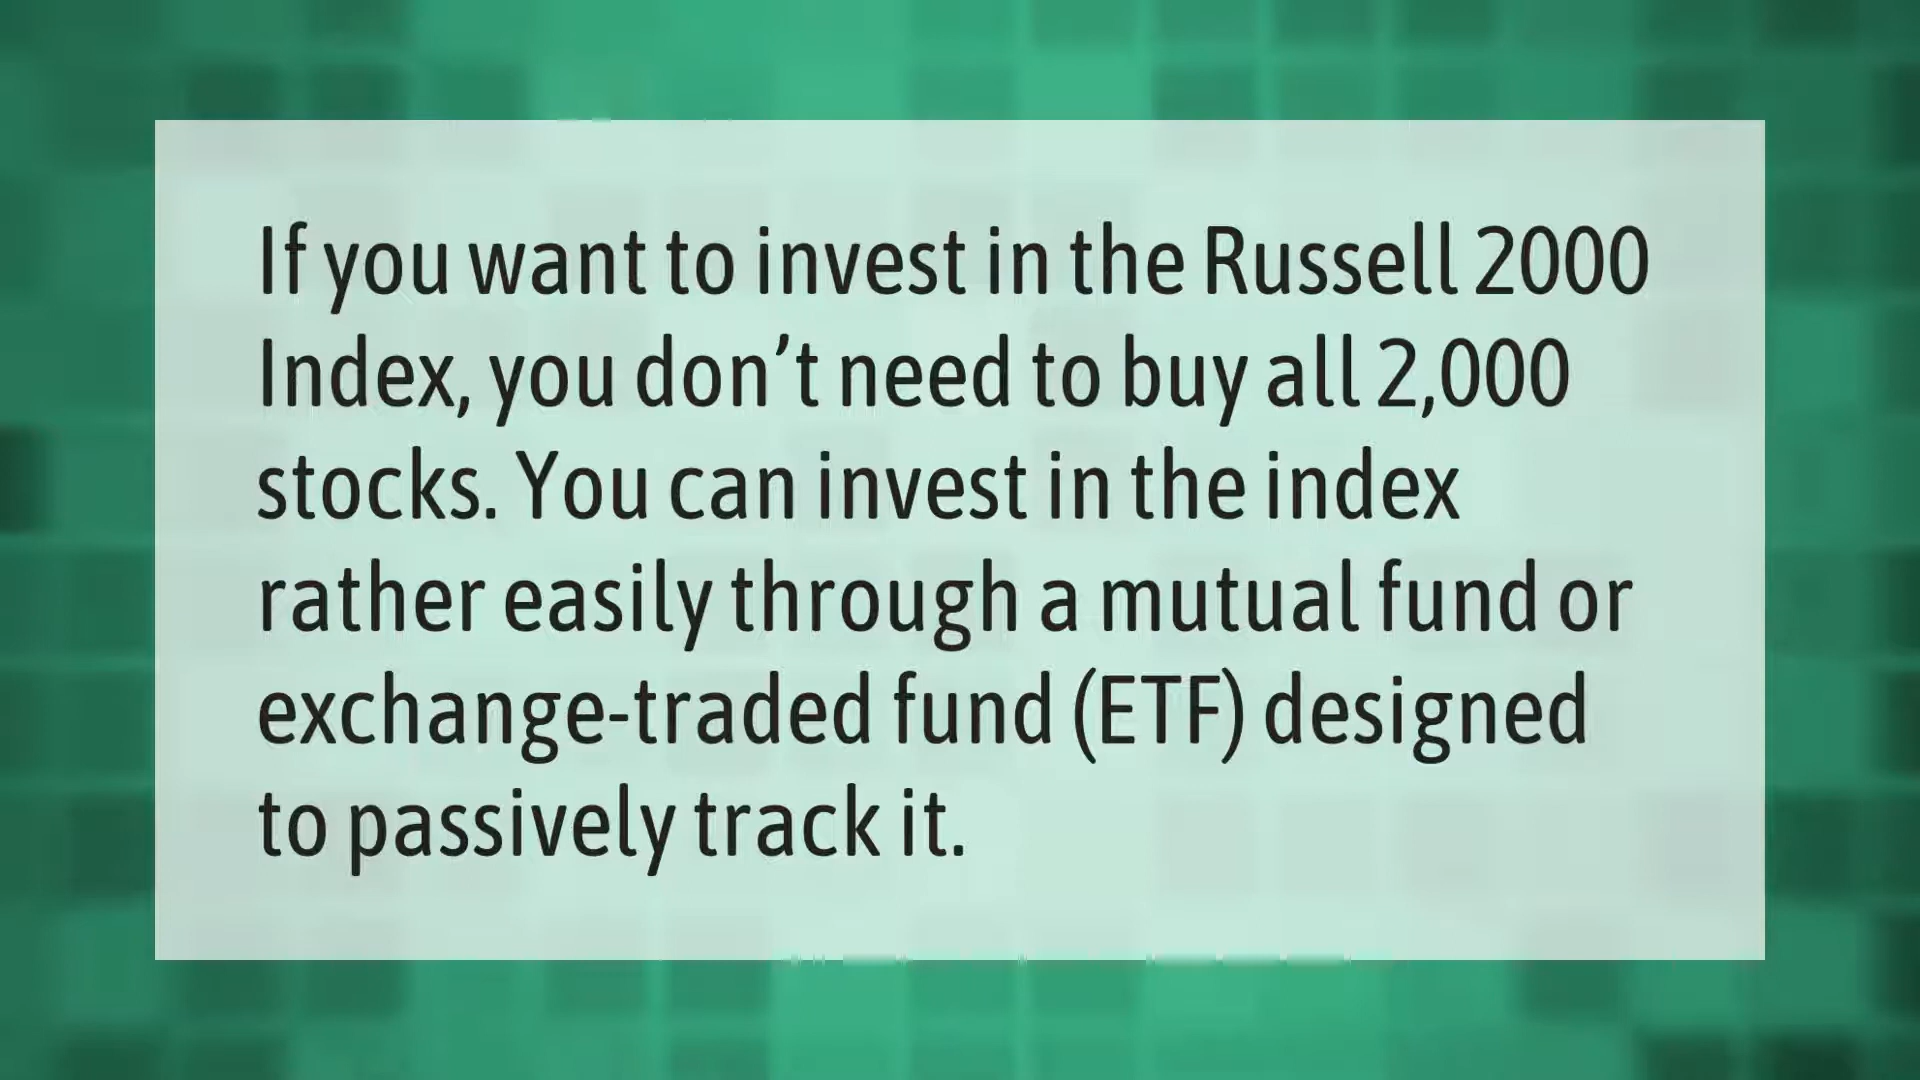 If you want to invest in the Russell 2000
Index, you don’t need to buy all 2,000
stocks. You can invest in the index
rather easily through a mutual fund or
exchange-traded fund (ETF) designed
to passively track it.